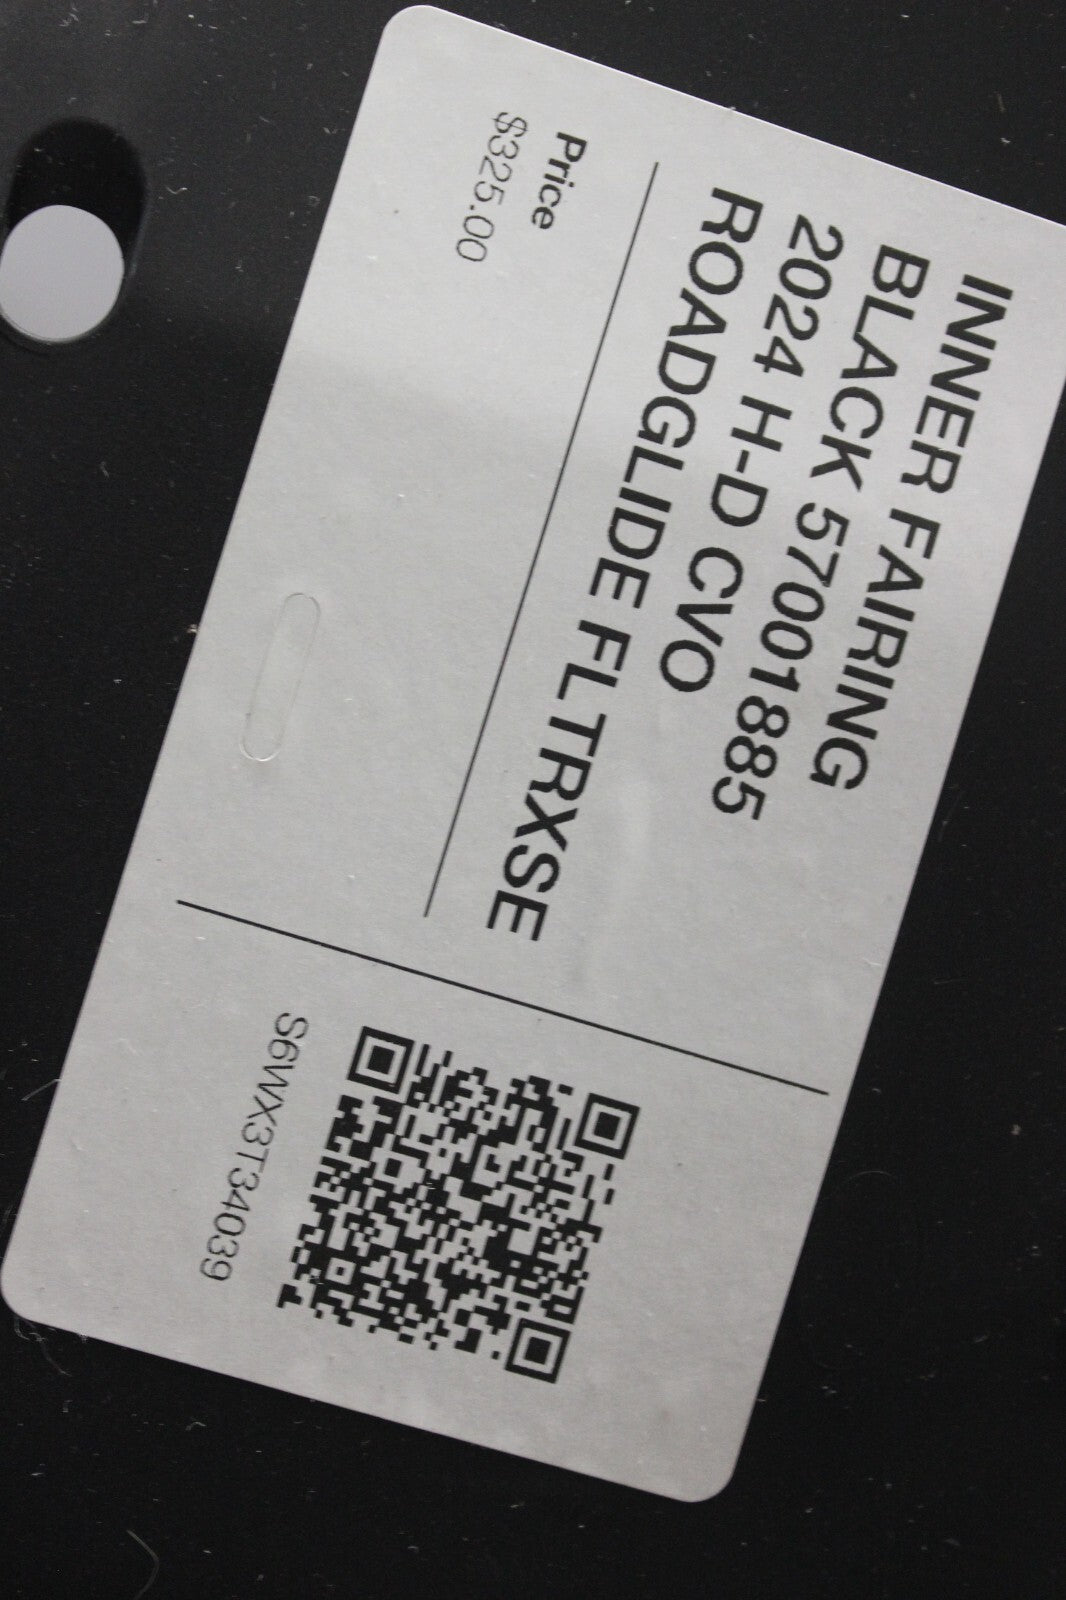 INNER FAIRING
BLACK 57001885
2024 H-D CVO
ROADGLIDE FLTRXSE
Price
$325.00
S6WX3T34039